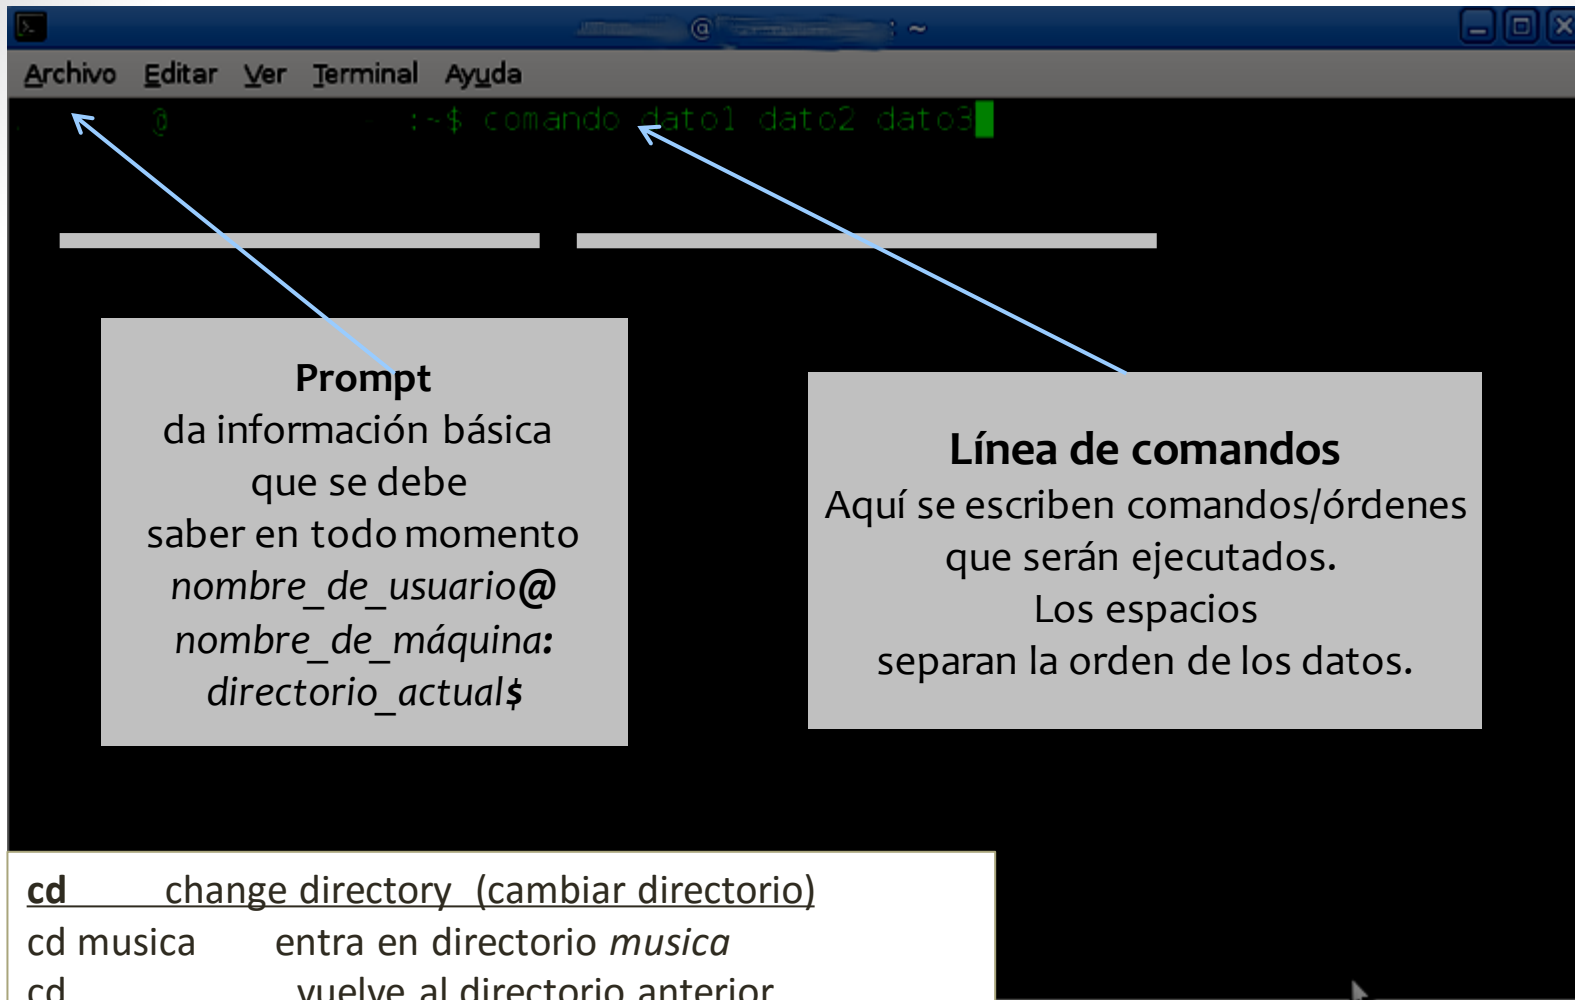 @ : ~
Archivo Editar Ver Terminal Ayuda
@ :~$ comando dato1 dato2 dato3
Prompt
da información básica
que se debe
saber en todo momento
nombre_de_usuario@
nombre_de_máquina:
directorio_actual$
Línea de comandos
Aquí se escriben comandos/órdenes
que serán ejecutados.
Los espacios
separan la orden de los datos.
cd change directory (cambiar directorio)
cd musica entra en directorio musica
cd vuelve al directorio anterior